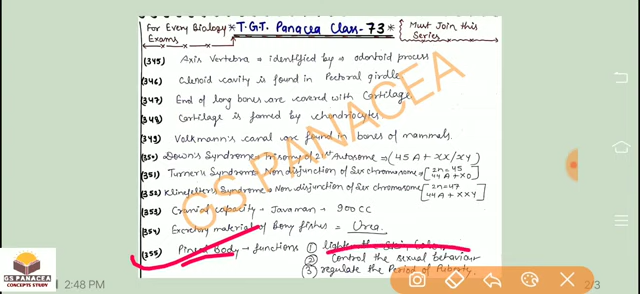 For Every Biology Exams * T.G.T. Panacea Class-73 * Must Join this Series
(345) Axis Vertebra → identified by → odontoid process
(346) Glenoid cavity is found in Pectoral girdle
(347) End of long bones are covered with Cartilage
(348) Cartilage is formed by chondriocytes
(349) Volkmann's canal are found in bones of mammals.
(350) Down's Syndrome → Trisomy of 21st Autosome → (45 A + XX/XY)
(351) Turner's Syndrome → Non disjunction of sex chromosome → [2n = 45 44 A + XO]
(352) Klinefelter's Syndrome → Non disjunction of sex chromosome → [2n = 47 44 A + XXY]
(353) Cranial capacity → Javaman → 900 CC
(354) Excretory material of Bony fishes = Urea
(355) Pineal body → functions ① lighten the Skin
② control the sexual behaviour
③ regulate the Period of Puberty.
GS PANACEA
GS PANACEA
2:48 PM
2/3